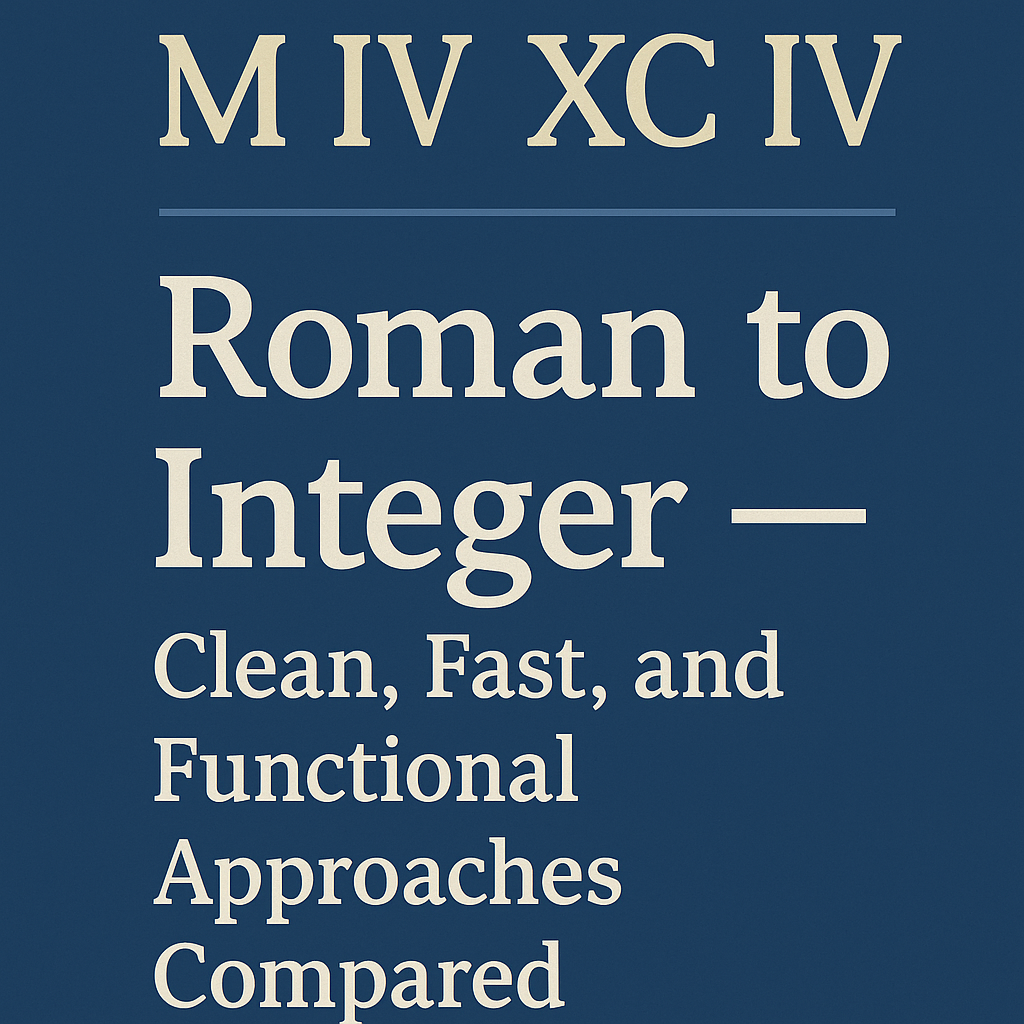 M IV XC IV
Roman to
Integer —
Clean, Fast, and
Functional
Approaches
Compared